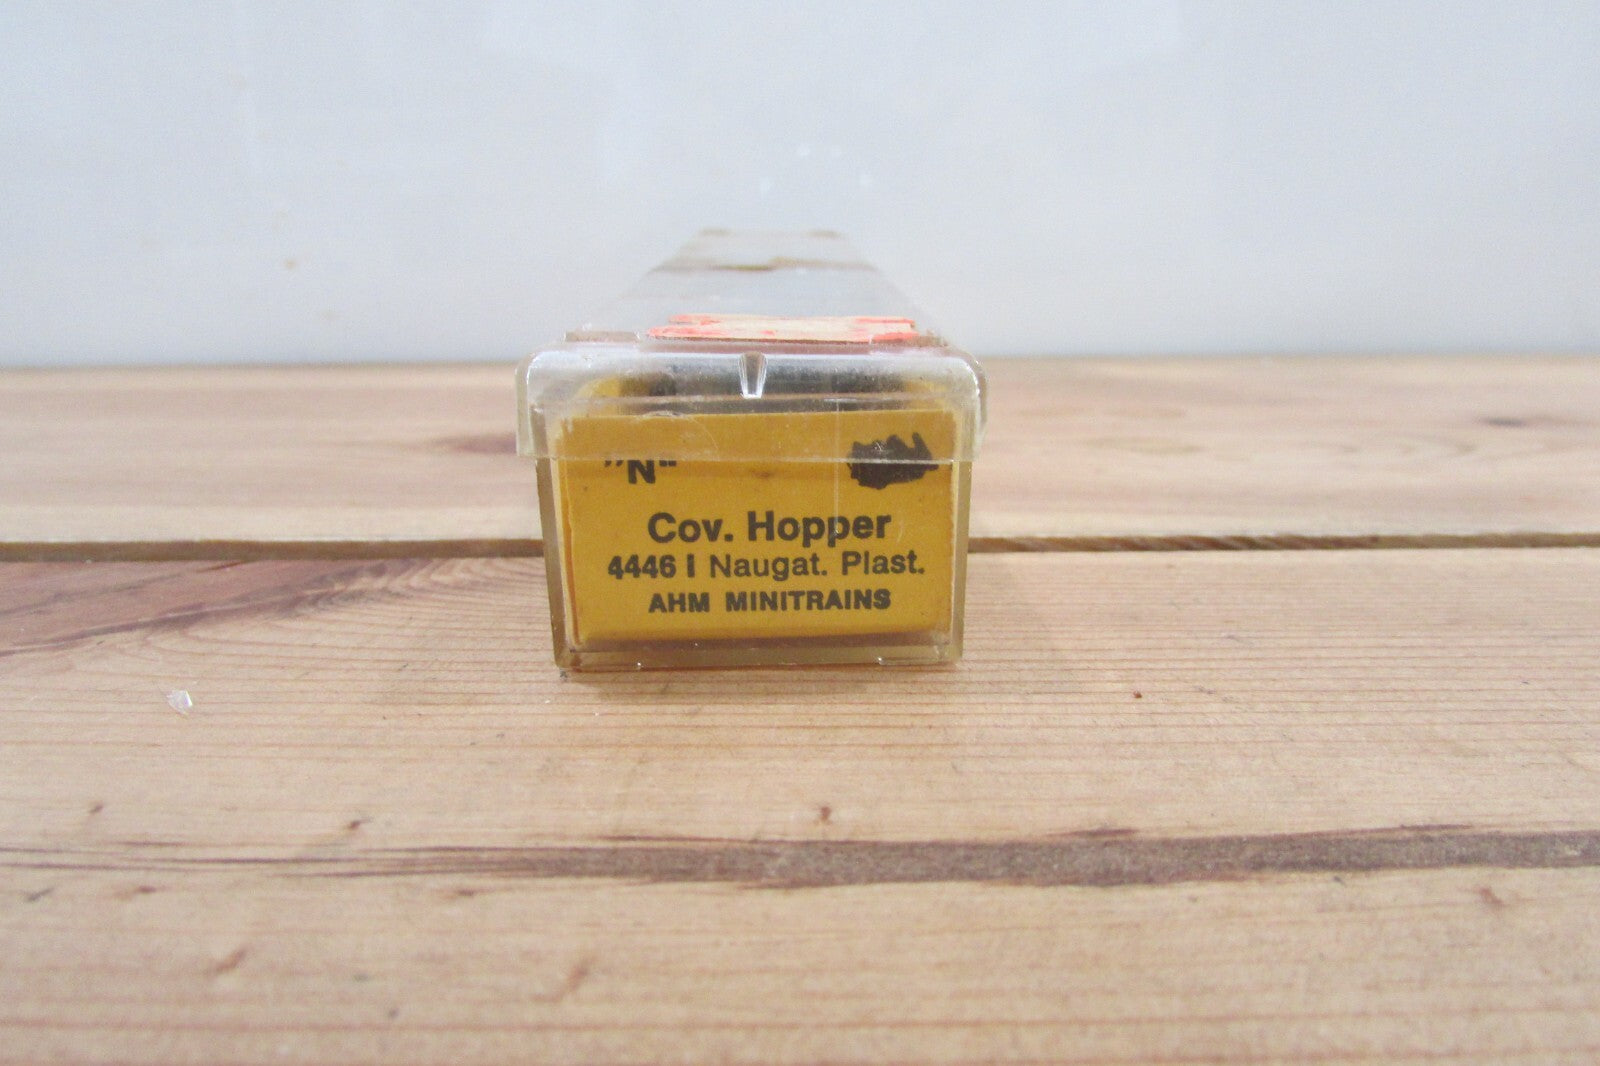 „N“
Cov. Hopper
4446 I Naugat. Plast.
AHM MINITRAINS